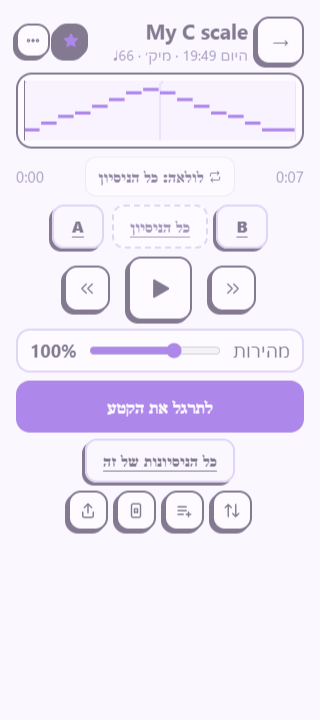 My C scale
היום 19:49 · מיק׳ · 66♩
0:00
לולאה: כל הניסיון
0:07
A
כל הניסיון
B
מהירות
100%
לתרגל את הקטע
כל הניסיונות של זה